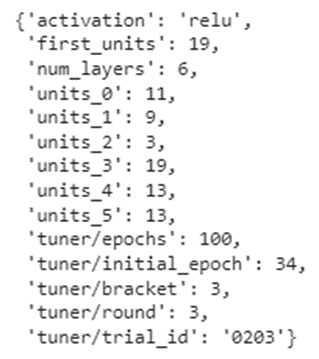 {'activation': 'relu',
'first_units': 19,
'num_layers': 6,
'units_0': 11,
'units_1': 9,
'units_2': 3,
'units_3': 19,
'units_4': 13,
'units_5': 13,
'tuner/epochs': 100,
'tuner/initial_epoch': 34,
'tuner/bracket': 3,
'tuner/round': 3,
'tuner/trial_id': '0203'}